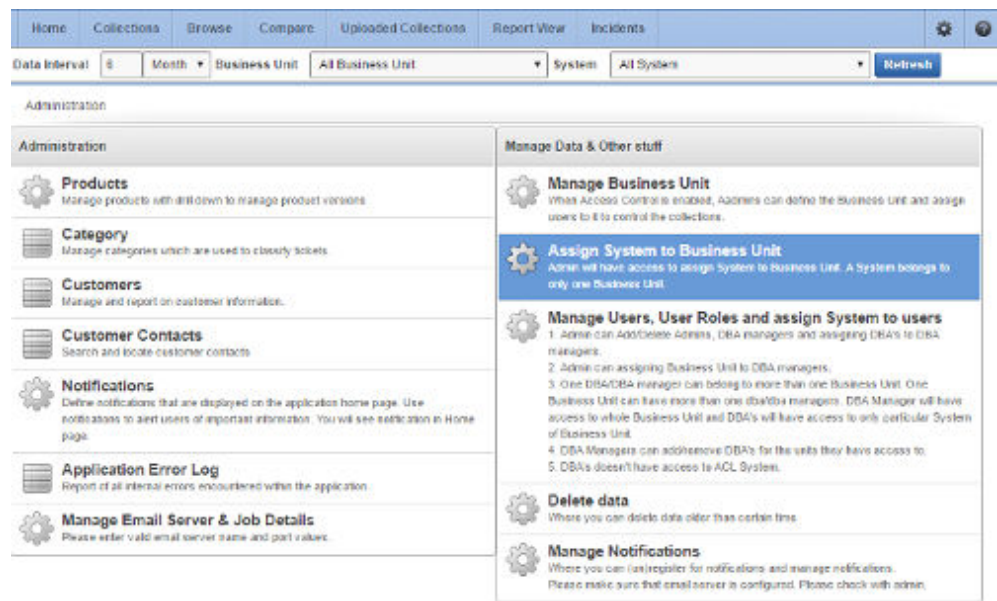 Home Collections Browse Compare Uploaded Collections Report View Incidents
Data Interval 6 Month Business Unit All Business Unit System All System Refresh
Administration
Administration
Products
Manage products with drill down to manage product versions
Category
Manage categories which are used to classify tickets
Customers
Manage and report on customer information.
Customer Contacts
Search and locate customer contacts
Notifications
Define notifications that are displayed on the application home page. Use
notifications to alert users of important information. You will see notification in Home
page.
Application Error Log
Report of all internal errors encountered within the application
Manage Email Server & Job Details
Please enter valid email server name and port values.
Manage Data & Other stuff
Manage Business Unit
When Access Control is enabled, Aadmins can define the Business Unit and assign
users to it to control the collections.
Assign System to Business Unit
Admin will have access to assign System to Business Unit. A System belongs to
only one Business Unit.
Manage Users, User Roles and assign System to users
1. Admin can Add/Delete Admins, DBA managers and assigning DBA's to DBA
managers.
2. Admin can assigning Business Unit to DBA managers.
3. One DBA/DBA manager can belong to more than one Business Unit. One
Business Unit can have more than one dba/dba managers. DBA Manager will have
access to whole Business Unit and DBA's will have access to only particular System
of Business Unit
4. DBA Managers can add/remove DBA's for the units they have access to.
5. DBA's doesn't have access to ACL System.
Delete data
Where you can delete data older than certain time
Manage Notifications
Where you can (un)register for notifications and manage notifications.
Please make sure that email server is configured. Please check with admin.